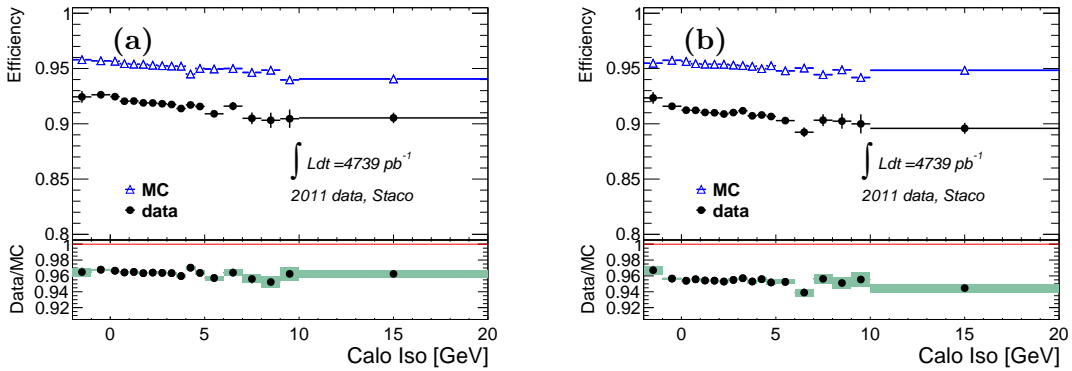 (a)
Efficiency
1
0.95
0.9
0.85
0.8
∫ Ldt =4739 pb⁻¹
2011 data, Staco
MC
data
Data/MC
1
0.98
0.96
0.94
0.92
0 5 10 15 20
Calo Iso [GeV]
(b)
Efficiency
1
0.95
0.9
0.85
0.8
∫ Ldt =4739 pb⁻¹
2011 data, Staco
MC
data
Data/MC
1
0.98
0.96
0.94
0.92
0 5 10 15 20
Calo Iso [GeV]